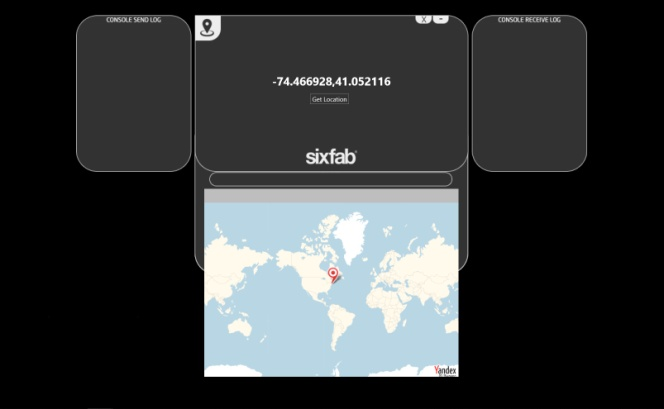 CONSOLE SEND LOG
X -
CONSOLE RECEIVE LOG
-74.466928,41.052116
Get Location
sixfab
Yandex